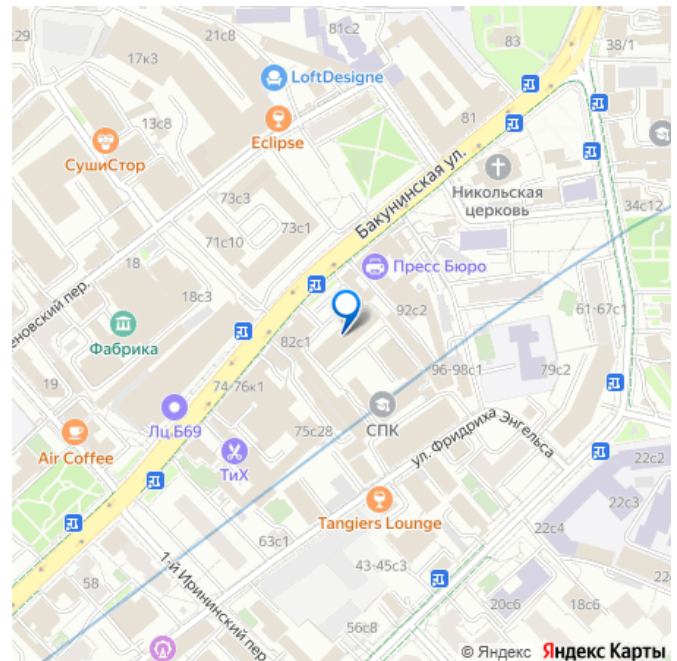 29
21с8
81с2
83
38/1
17к3
LoftDesigne
13с8
Eclipse
81
СушиСтор
Бакунинская ул.
Никольская
церковь
73с3
34с12
73с1
71с10
Пресс Бюро
18
18с3
92с2
61-67с1
еновский пер.
Фабрика
82с1
19
74-76к1
96-98с1
79с2
Лц Б69
СПК
ул. Фридриха Энгельса
75с28
Air Coffee
ТиХ
22с2
Tangiers Lounge
22с3
63с1
22с4
1-й Ирининский пер.
43-45с3
58
22
20с6
18с6
56с8
© Яндекс Яндекс Карты